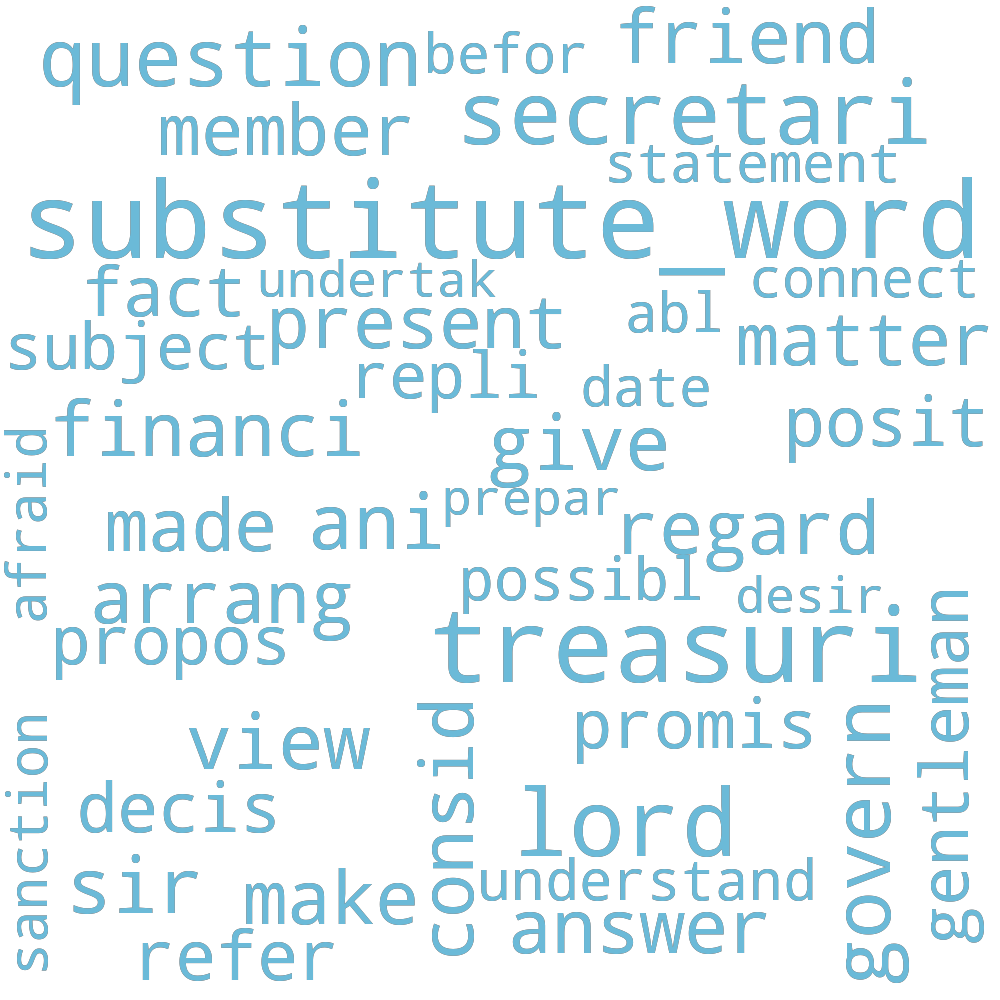 question befor friend
member secretari
statement
substitute_word
fact undertak connect
subject present abl matter
repli date
financi give posit
afraid
made ani prepar regard
arrang possibl desir
propos treasuri
gentleman
view consid promis govern
sanction
decis lord
sir make understand
refer answer